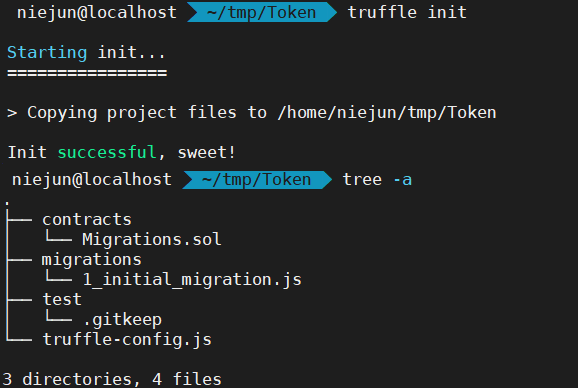 niejun@localhost ~/tmp/Token truffle init
Starting init...
================
> Copying project files to /home/niejun/tmp/Token
Init successful, sweet!
niejun@localhost ~/tmp/Token tree -a
.
├── contracts
│   └── Migrations.sol
├── migrations
│   └── 1_initial_migration.js
├── test
│   └── .gitkeep
└── truffle-config.js
3 directories, 4 files